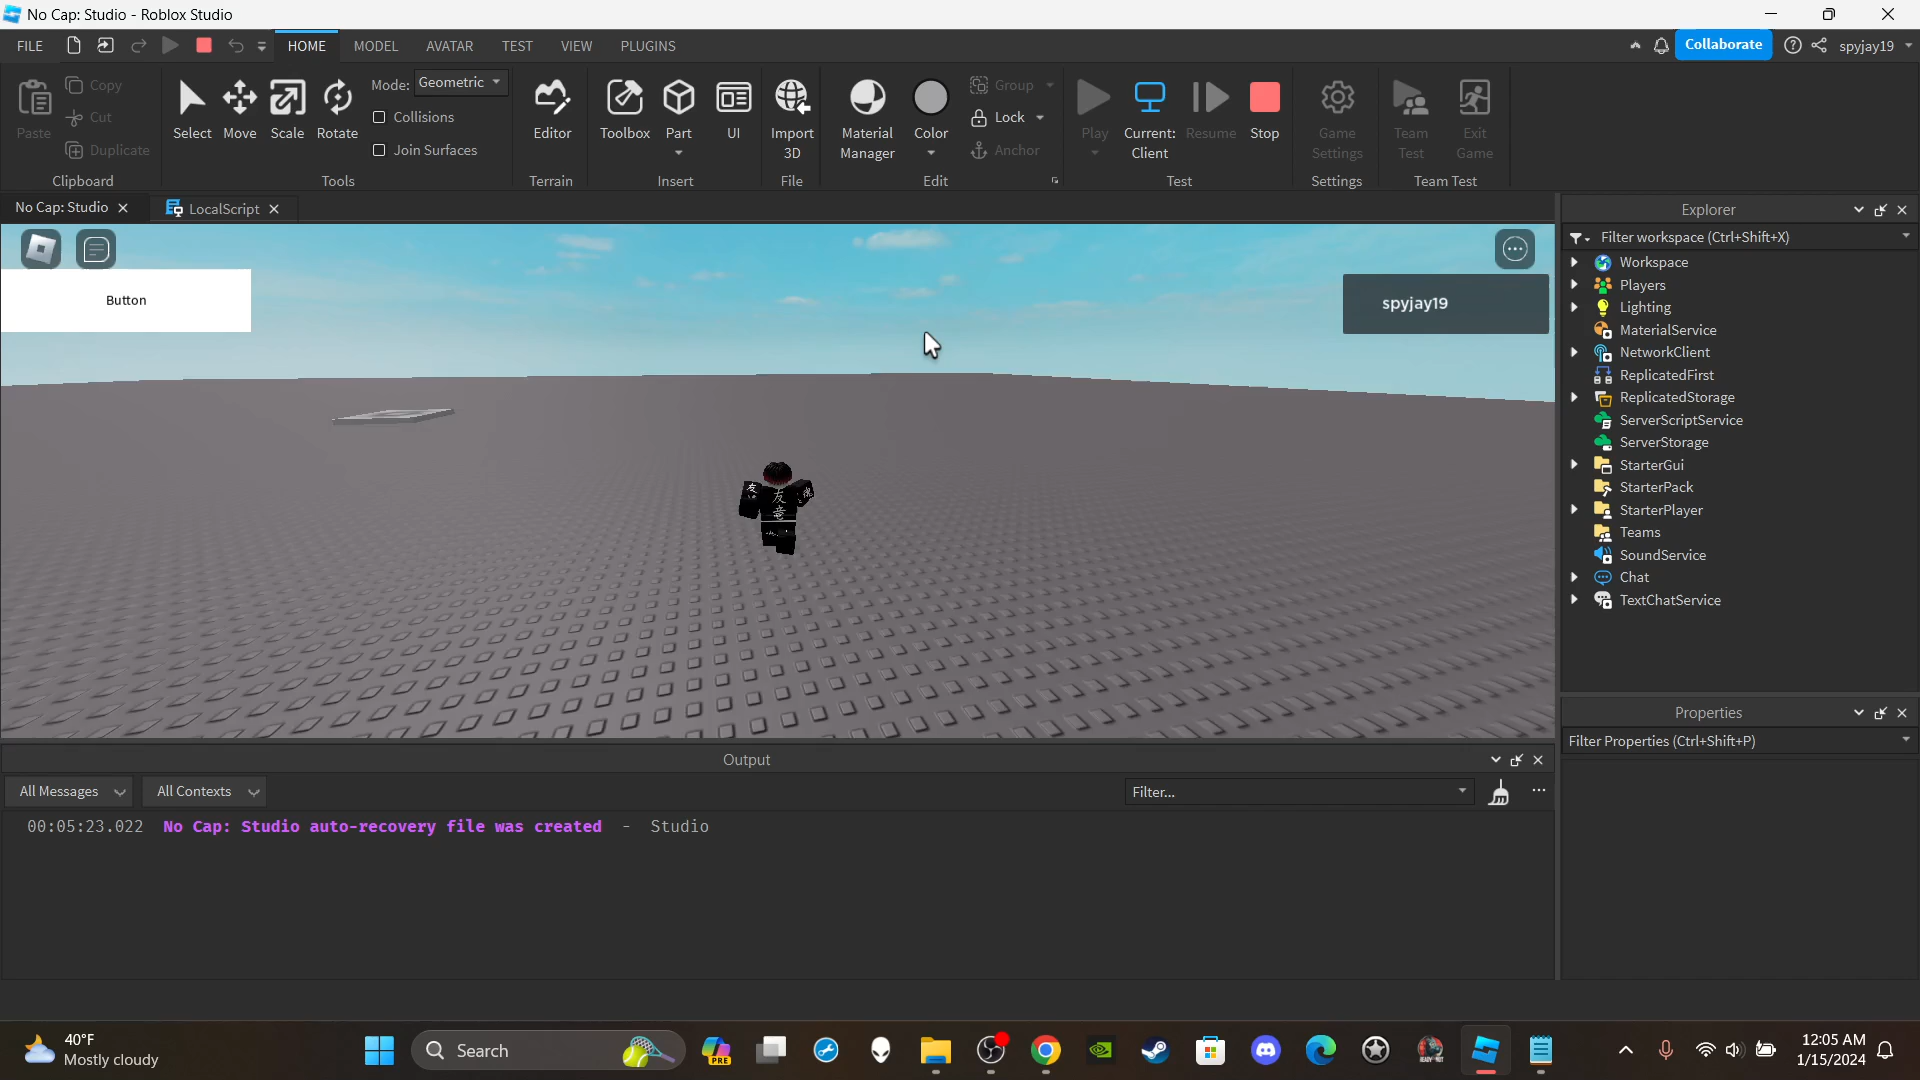 No Cap: Studio - Roblox Studio
FILE HOME MODEL AVATAR TEST VIEW PLUGINS Collaborate spyjay19
Paste
Copy
Cut
Duplicate
Clipboard
Select Move Scale Rotate
Mode: Geometric
Collisions
Join Surfaces
Tools
Editor
Terrain
Toolbox Part UI
Insert
Import
3D
File
Material
Manager
Color
Group
Lock
Anchor
Edit
Play
Current:
Client
Resume
Stop
Test
Game
Settings
Settings
Team
Test
Exit
Game
Team Test
No Cap: Studio LocalScript
Button
spyjay19
友
友
竜
Explorer
Filter workspace (Ctrl+Shift+X)
Workspace
Players
Lighting
MaterialService
NetworkClient
ReplicatedFirst
ReplicatedStorage
ServerScriptService
ServerStorage
StarterGui
StarterPack
StarterPlayer
Teams
SoundService
Chat
TextChatService
Properties
Filter Properties (Ctrl+Shift+P)
Output
All Messages All Contexts Filter...
00:05:23.022 No Cap: Studio auto-recovery file was created - Studio
40°F
Mostly cloudy
Search
PRE
12:05 AM
1/15/2024